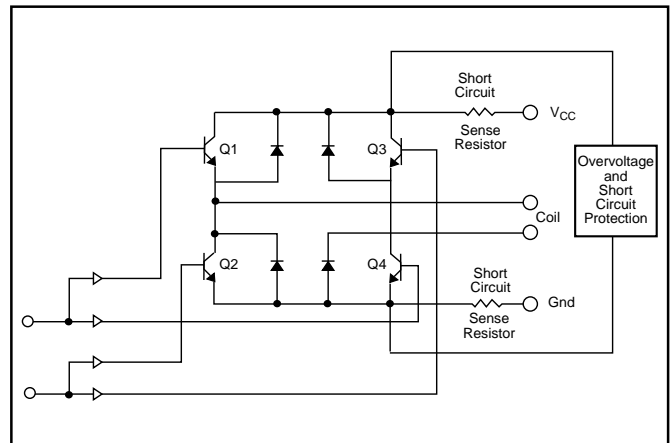 Short
Circuit
V_CC
Sense
Resistor
Q1
Q3
Overvoltage
and
Short
Circuit
Protection
Coil
Q2
Q4
Short
Circuit
Gnd
Sense
Resistor